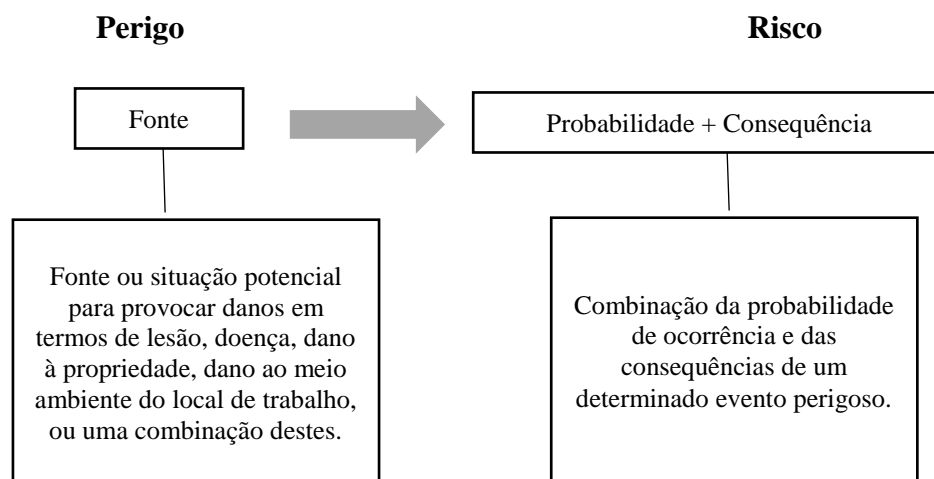 Perigo
Risco
Fonte
Probabilidade + Consequência
Fonte ou situação potencial
para provocar danos em
termos de lesão, doença, dano
à propriedade, dano ao meio
ambiente do local de trabalho,
ou uma combinação destes.
Combinação da probabilidade
de ocorrência e das
consequências de um
determinado evento perigoso.